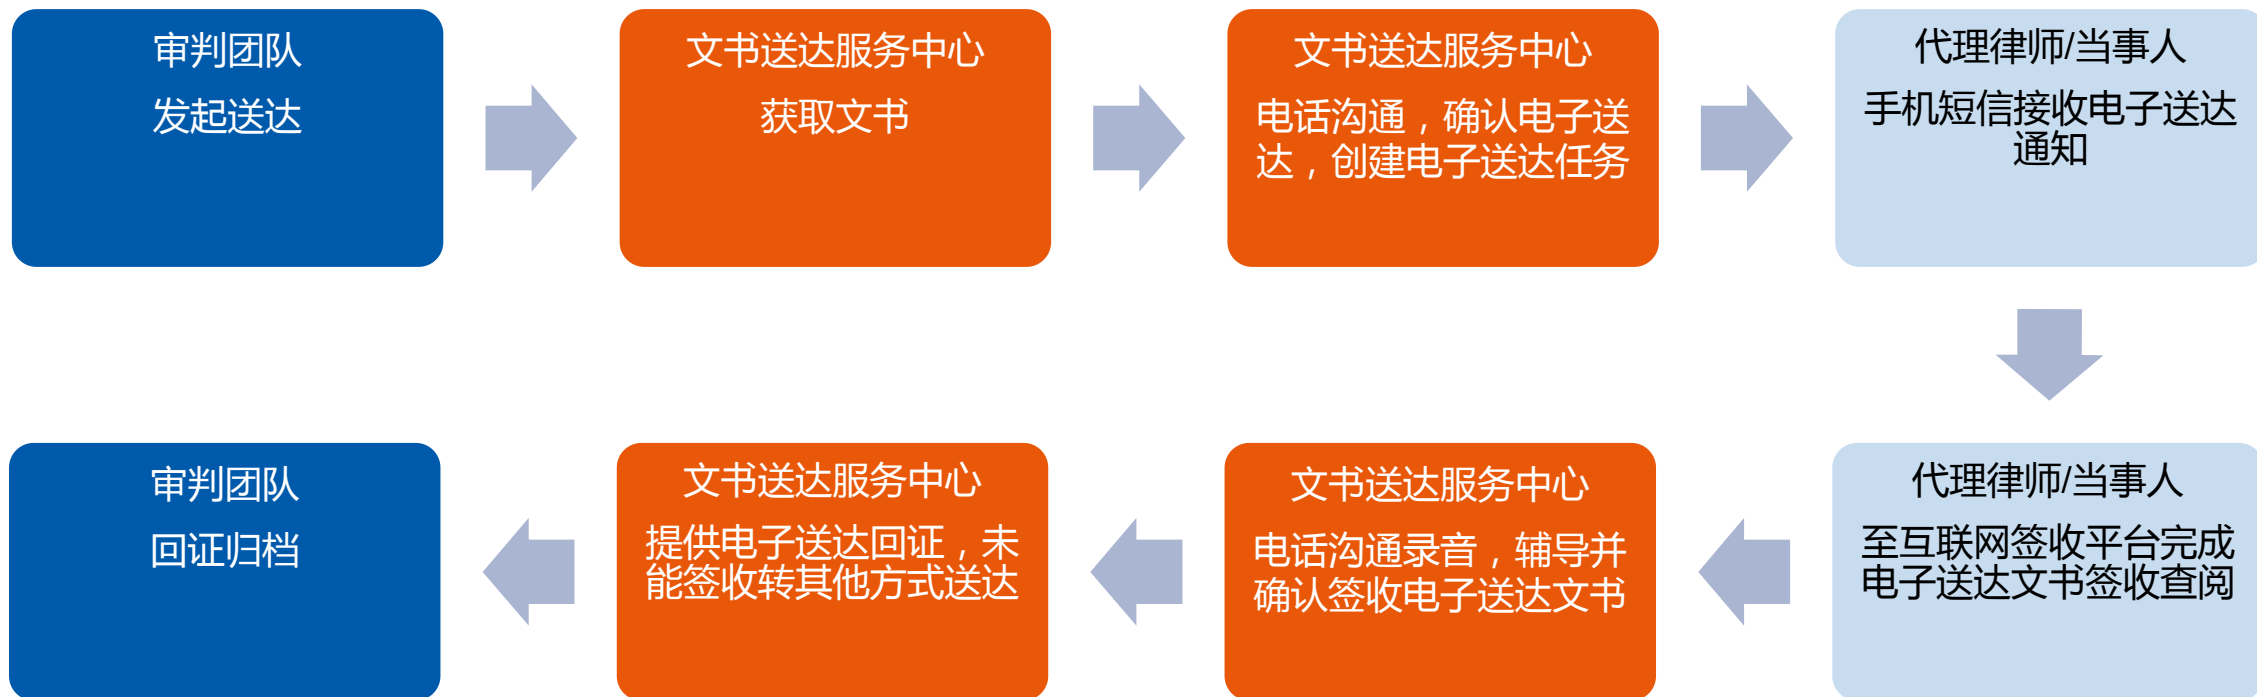 审判团队
发起送达
文书送达服务中心
获取文书
文书送达服务中心
电话沟通，确认电子送
达，创建电子送达任务
代理律师/当事人
手机短信接收电子送达
通知
代理律师/当事人
至互联网签收平台完成
电子送达文书签收查阅
文书送达服务中心
电话沟通录音，辅导并
确认签收电子送达文书
文书送达服务中心
提供电子送达回证，未
能签收转其他方式送达
审判团队
回证归档